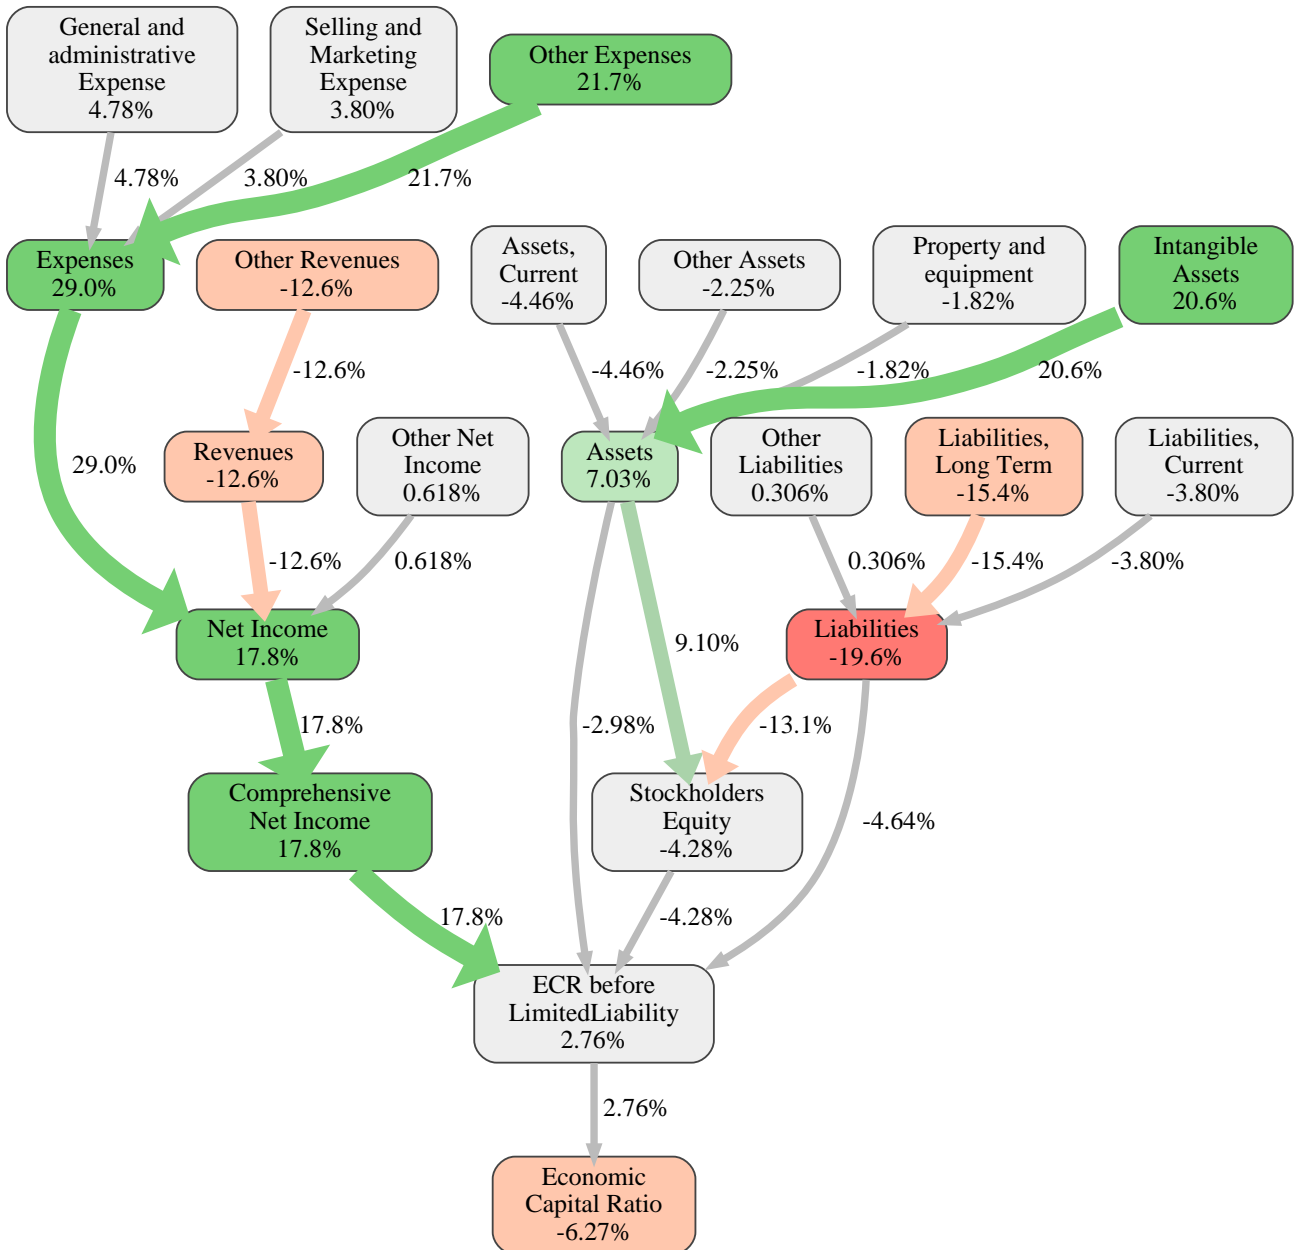 General and
administrative
Expense
4.78%
Selling and
Marketing
Expense
3.80%
Other Expenses
21.7%
4.78%
3.80%
21.7%
Expenses
29.0%
Other Revenues
-12.6%
Assets,
Current
-4.46%
Other Assets
-2.25%
Property and
equipment
-1.82%
Intangible
Assets
20.6%
-12.6%
-4.46%
-2.25%
-1.82%
20.6%
29.0%
Revenues
-12.6%
Other Net
Income
0.618%
Assets
7.03%
Other
Liabilities
0.306%
Liabilities,
Long Term
-15.4%
Liabilities,
Current
-3.80%
-12.6%
0.618%
0.306%
-15.4%
-3.80%
Net Income
17.8%
9.10%
Liabilities
-19.6%
17.8%
-2.98%
-13.1%
Comprehensive
Net Income
17.8%
Stockholders
Equity
-4.28%
-4.64%
17.8%
-4.28%
ECR before
LimitedLiability
2.76%
2.76%
Economic
Capital Ratio
-6.27%